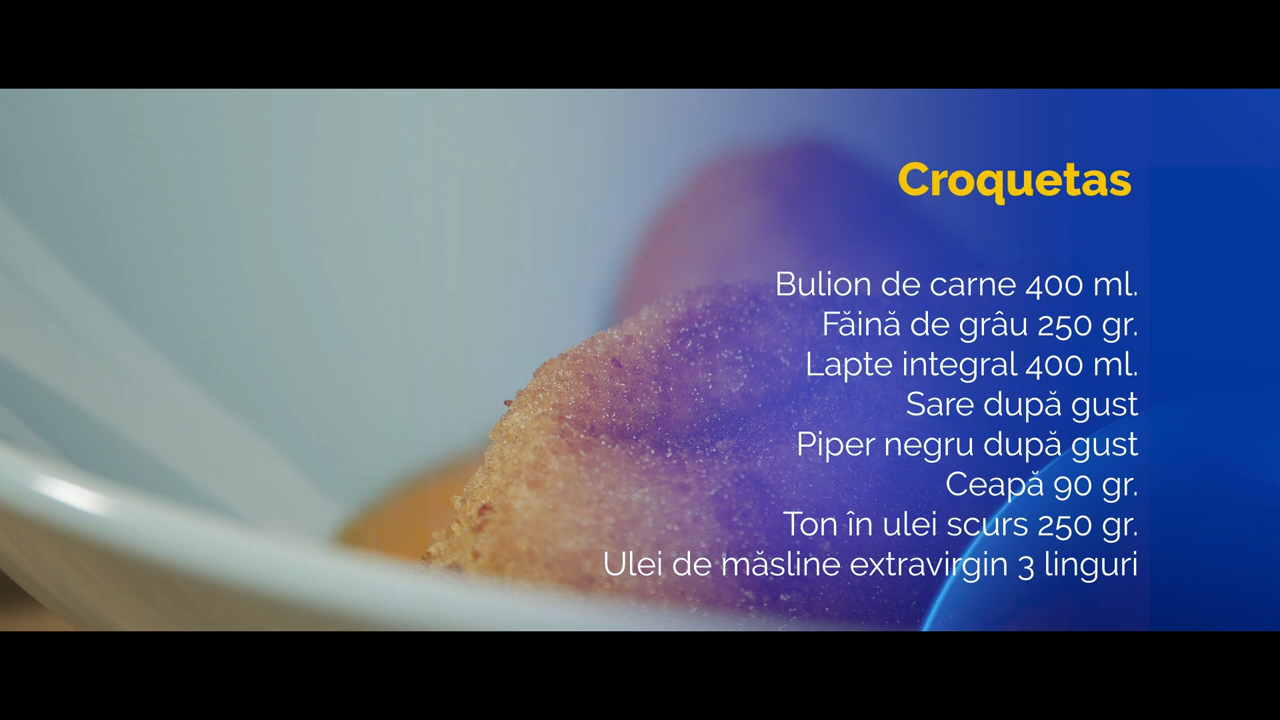 Croquetas
Bulion de carne 400 ml.
Făină de grâu 250 gr.
Lapte integral 400 ml.
Sare după gust
Piper negru după gust
Ceapă 90 gr.
Ton în ulei scurs 250 gr.
Ulei de măsline extravirgin 3 linguri